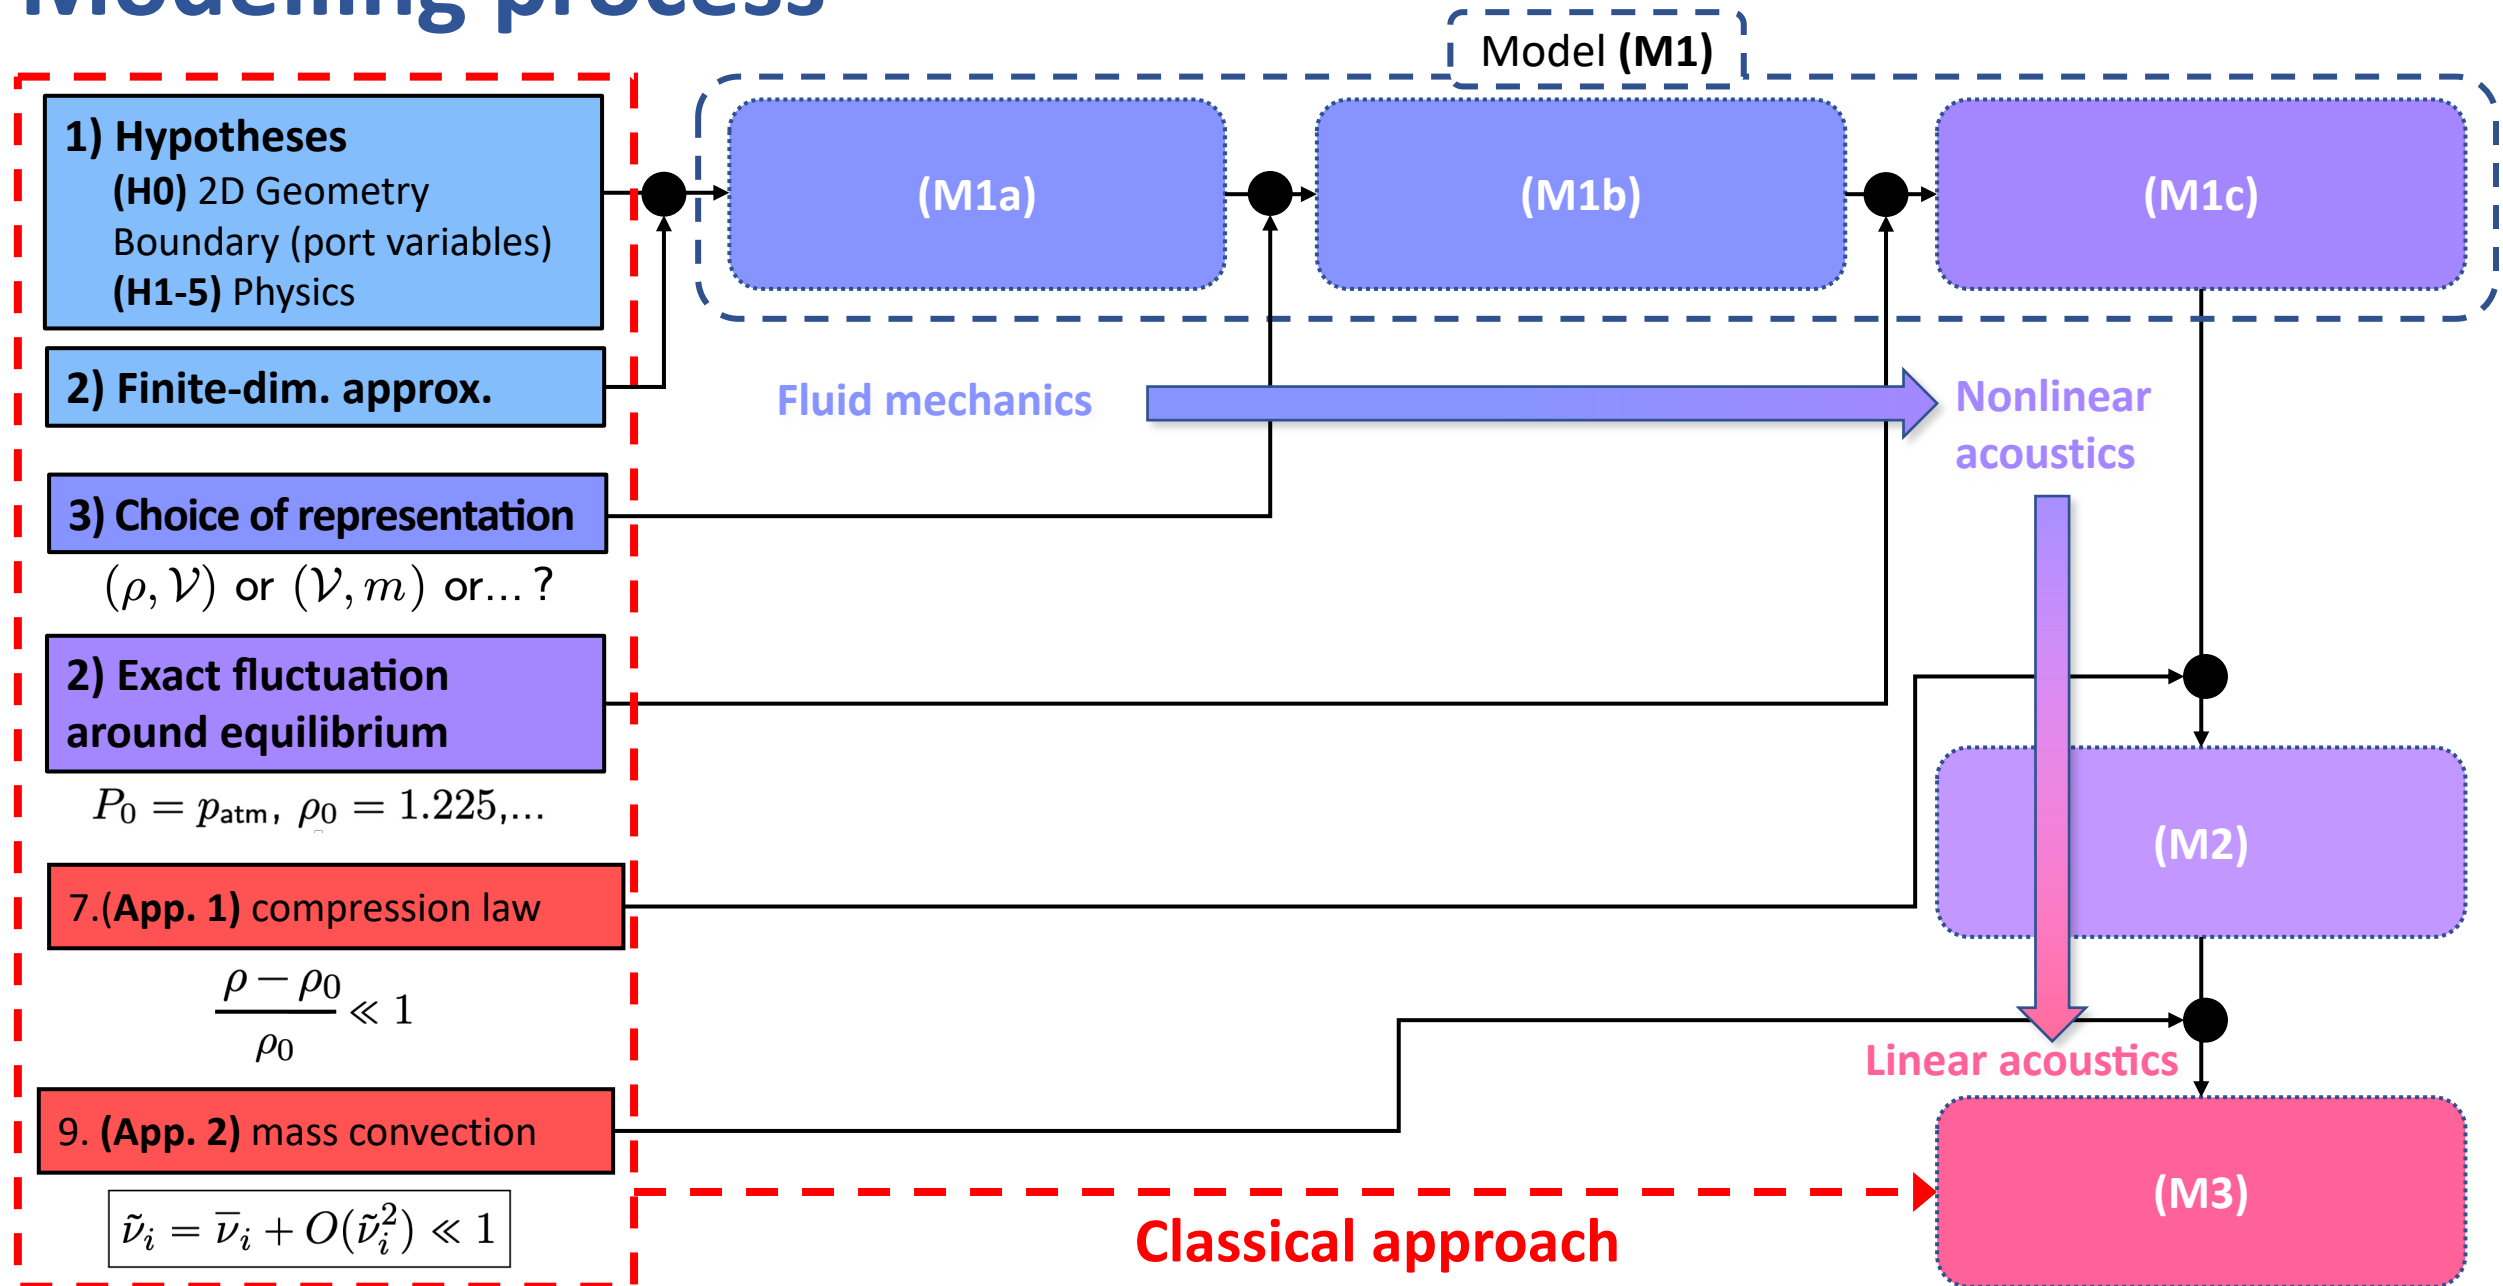 Modelling process
Model (M1)
1) Hypotheses
(H0) 2D Geometry
Boundary (port variables)
(H1-5) Physics
(M1a)
(M1b)
(M1c)
2) Finite-dim. approx.
Fluid mechanics
Nonlinear
acoustics
3) Choice of representation
(ρ, 𝒱) or (𝒱, m) or... ?
2) Exact fluctuation
around equilibrium
P₀ = pₐₜₘ, ρ₀ = 1.225,...
(M2)
7.(App. 1) compression law
(ρ − ρ₀)/ρ₀ ≪ 1
Linear acoustics
9. (App. 2) mass convection
(M3)
ν̃ᵢ = ν̅ᵢ + O(ν̃ᵢ²) ≪ 1
Classical approach